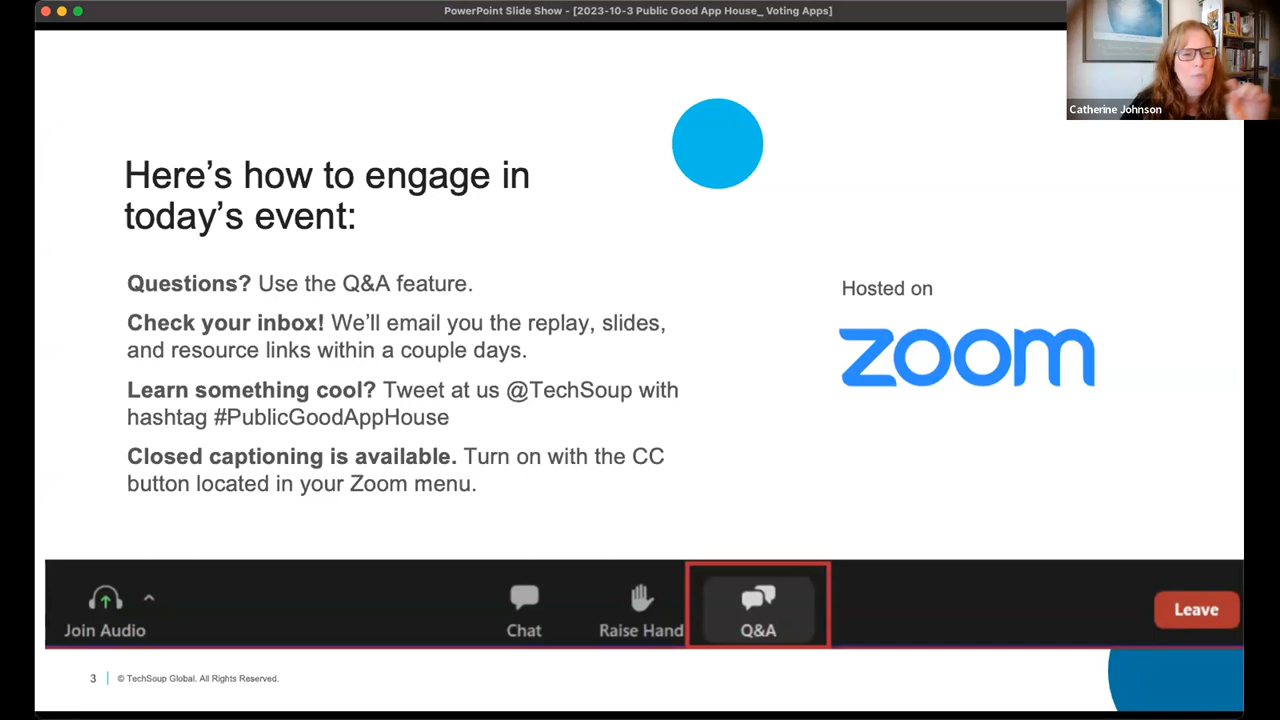 PowerPoint Slide Show - [2023-10-3 Public Good App House_ Voting Apps]
Catherine Johnson
Here's how to engage in
today's event:
Questions? Use the Q&A feature.
Check your inbox! We'll email you the replay, slides,
and resource links within a couple days.
Learn something cool? Tweet at us @TechSoup with
hashtag #PublicGoodAppHouse
Closed captioning is available. Turn on with the CC
button located in your Zoom menu.
Hosted on
zoom
Join Audio
Chat
Raise Hand
Q&A
Leave
3
© TechSoup Global. All Rights Reserved.